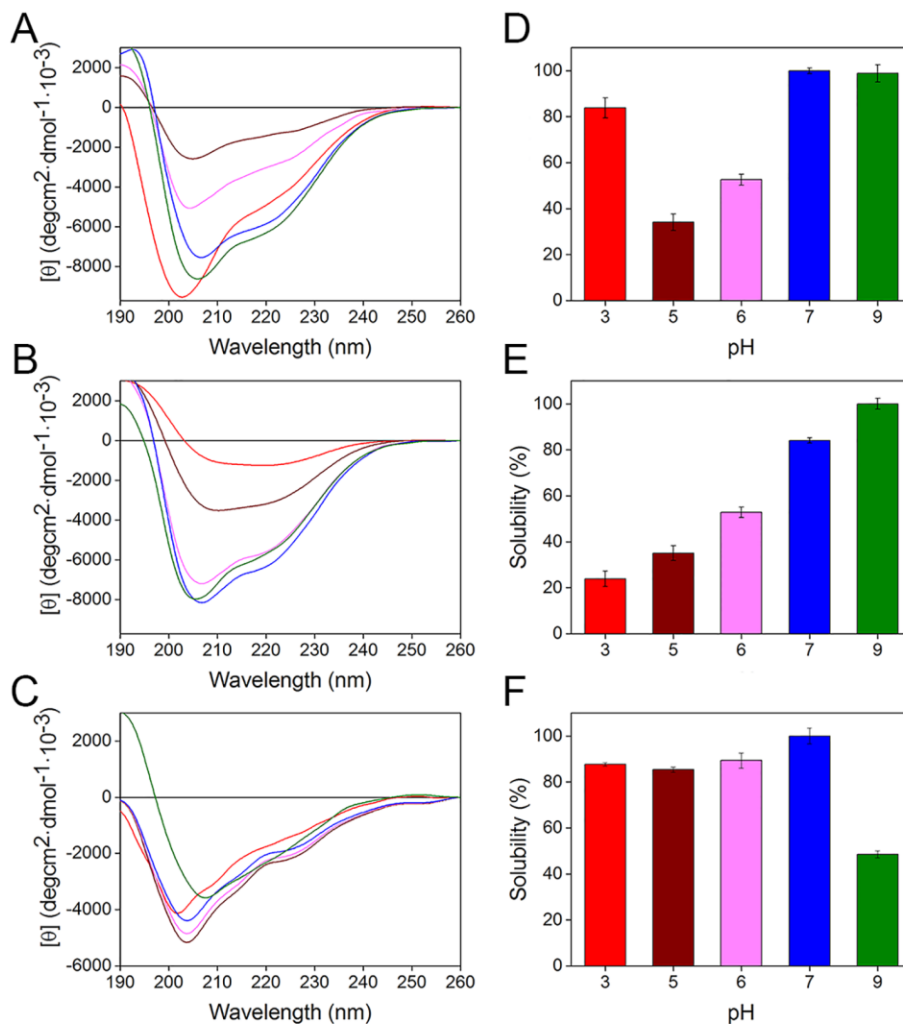 A
[θ] (degcm²·dmol⁻¹·10⁻³)
2000
0
-2000
-4000
-6000
-8000
190 200 210 220 230 240 250 260
Wavelength (nm)
D
100
80
60
40
20
0
3 5 6 7 9
pH
B
[θ] (degcm²·dmol⁻¹·10⁻³)
2000
0
-2000
-4000
-6000
-8000
190 200 210 220 230 240 250 260
Wavelength (nm)
E
Solubility (%)
100
80
60
40
20
0
3 5 6 7 9
C
[θ] (degcm²·dmol⁻¹·10⁻³)
2000
0
-2000
-4000
-6000
190 200 210 220 230 240 250 260
Wavelength (nm)
F
Solubility (%)
100
80
60
40
20
0
3 5 6 7 9
pH